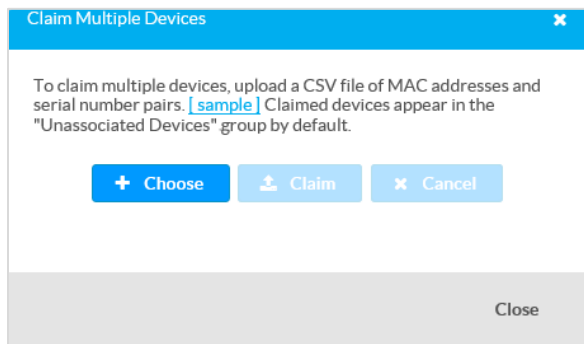 Claim Multiple Devices
To claim multiple devices, upload a CSV file of MAC addresses and
serial number pairs. [ sample ] Claimed devices appear in the
"Unassociated Devices".group by default.
Choose Claim Cancel
Close